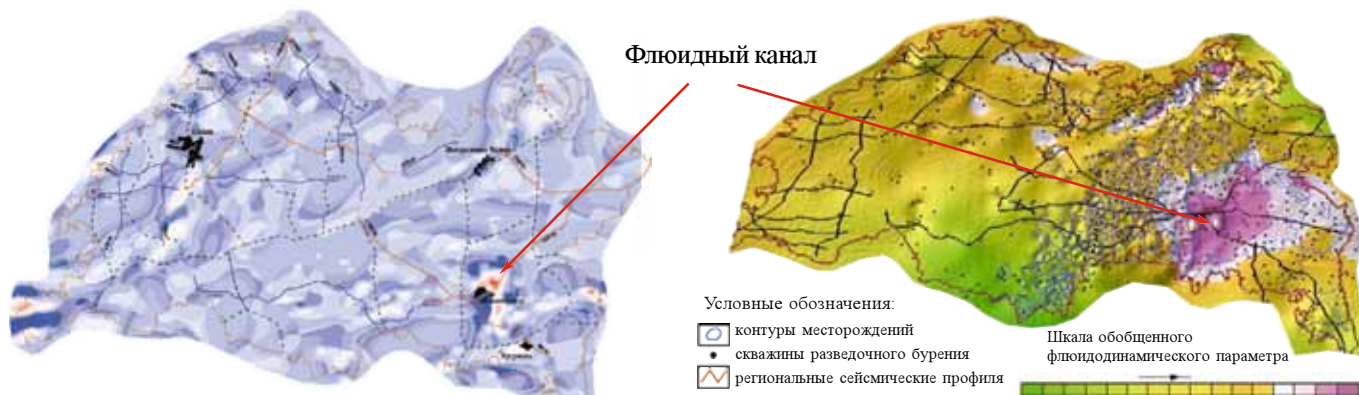 Флюидный канал
Условные обозначения:
контуры месторождений
скважины разведочного бурения
региональные сейсмические профиля
Шкала обобщенного
флюидодинамического параметра